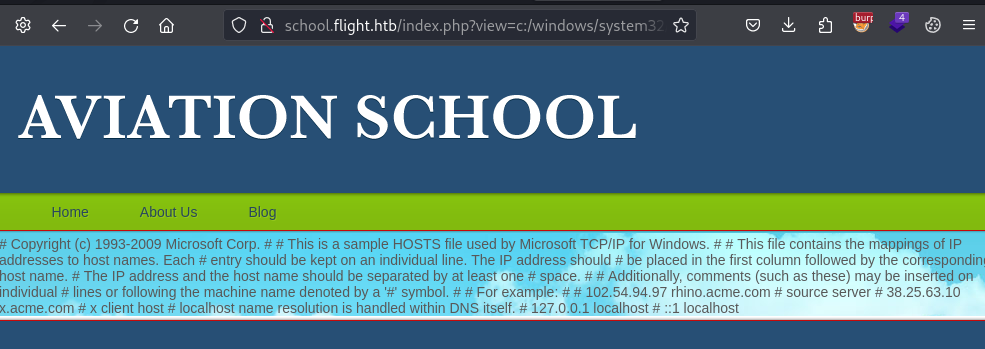 school.flight.htb/index.php?view=c:/windows/system32
burp
4
AVIATION SCHOOL
Home About Us Blog
# Copyright (c) 1993-2009 Microsoft Corp. # # This is a sample HOSTS file used by Microsoft TCP/IP for Windows. # # This file contains the mappings of IP
addresses to host names. Each # entry should be kept on an individual line. The IP address should # be placed in the first column followed by the corresponding
host name. # The IP address and the host name should be separated by at least one # space. # # Additionally, comments (such as these) may be inserted on
individual # lines or following the machine name denoted by a '#' symbol. # # For example: # # 102.54.94.97 rhino.acme.com # source server # 38.25.63.10
x.acme.com # x client host # localhost name resolution is handled within DNS itself. # 127.0.0.1 localhost # ::1 localhost